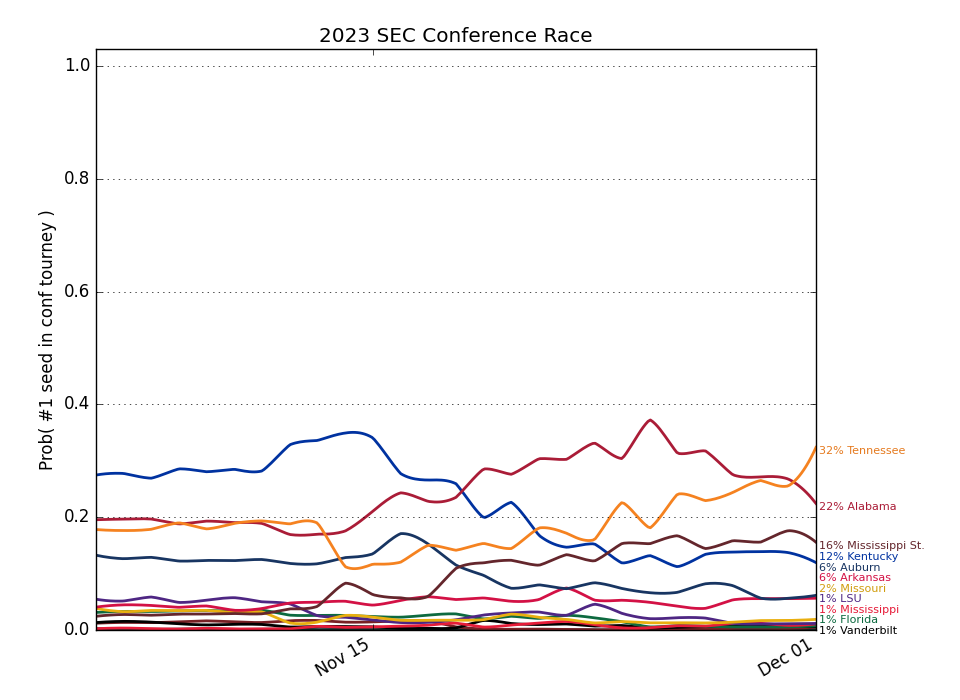 2023 SEC Conference Race
Prob( #1 seed in conf tourney )
1.0
0.8
0.6
0.4
0.2
0.0
32% Tennessee
22% Alabama
16% Mississippi St.
12% Kentucky
6% Auburn
6% Arkansas
2% Missouri
1% LSU
1% Mississippi
1% Florida
1% Vanderbilt
Nov 15
Dec 01